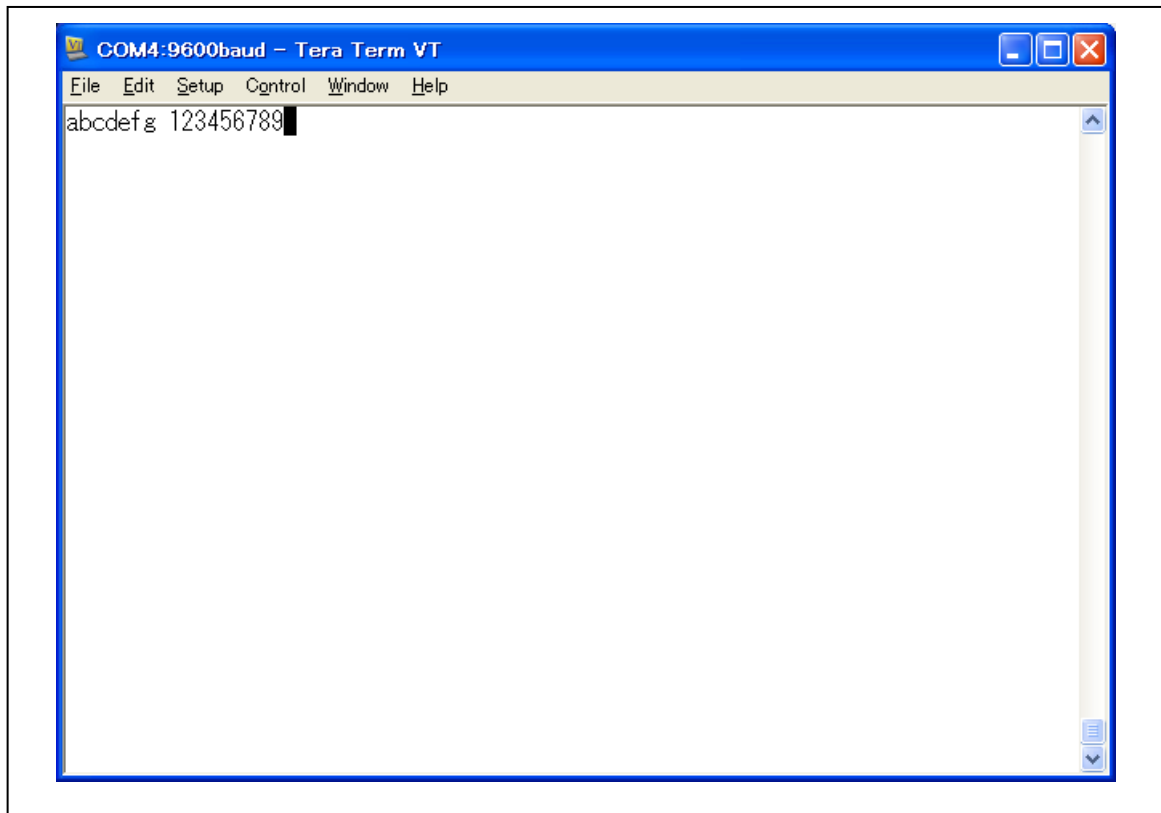 COM4:9600baud – Tera Term VT
File Edit Setup Control Window Help
abcdefg 123456789